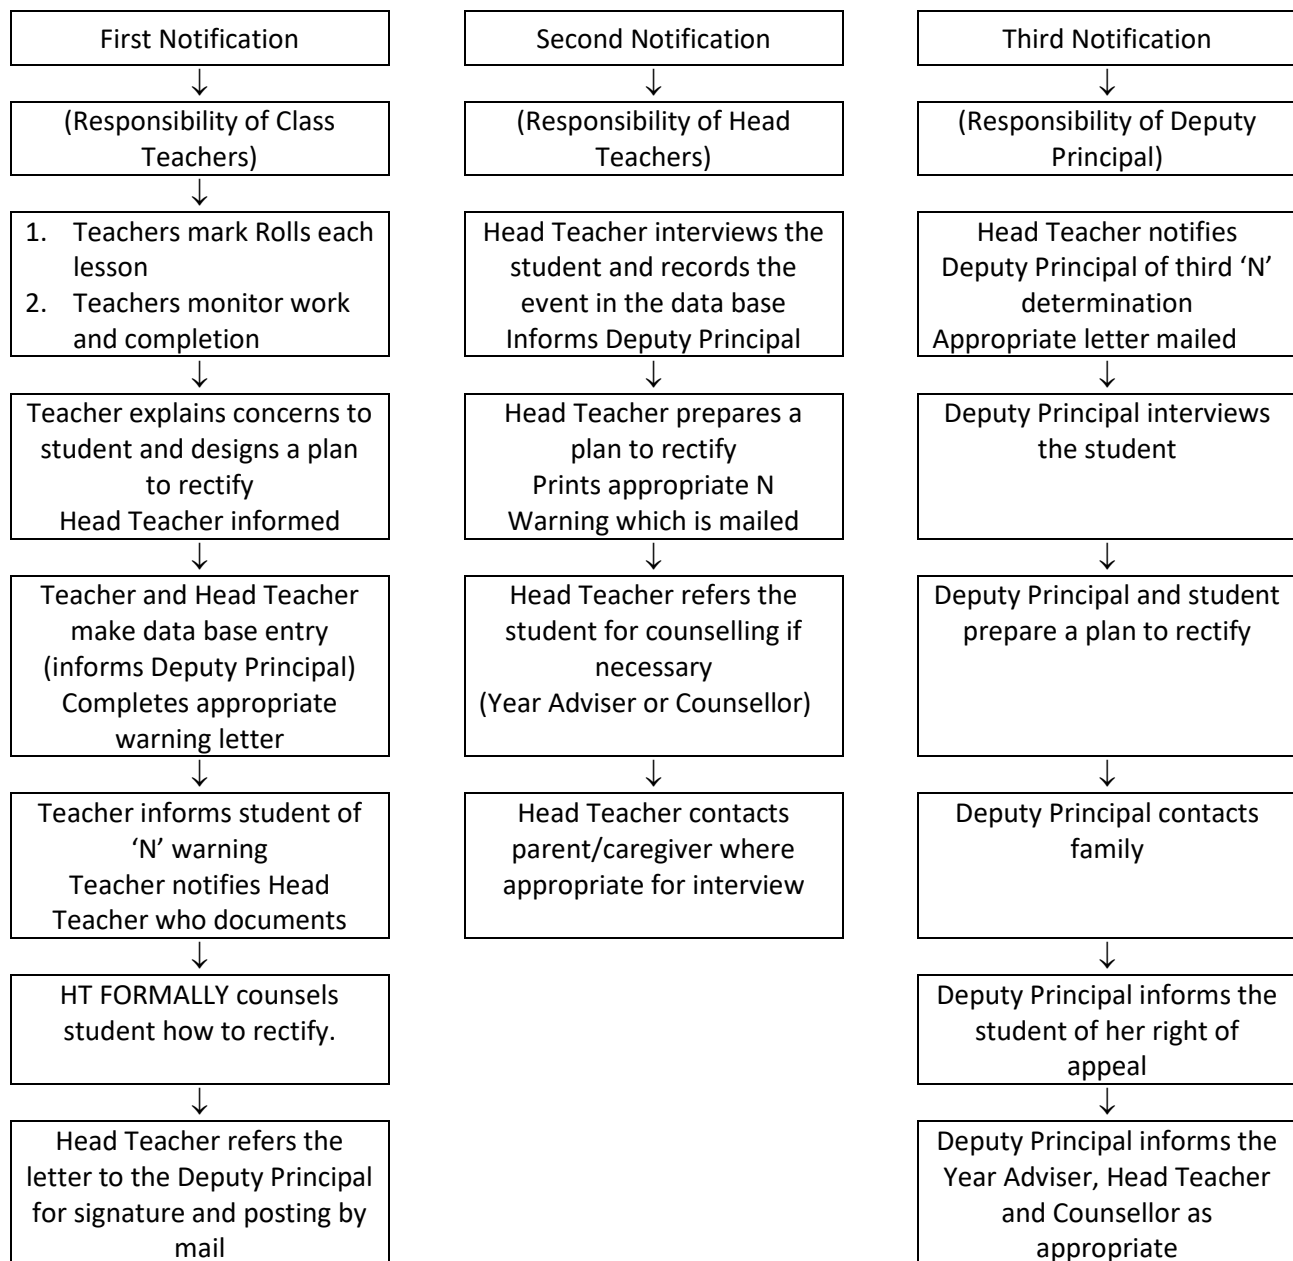 First Notification
↓
(Responsibility of Class
Teachers)
↓
1. Teachers mark Rolls each
lesson
2. Teachers monitor work
and completion
↓
Teacher explains concerns to
student and designs a plan
to rectify
Head Teacher informed
↓
Teacher and Head Teacher
make data base entry
(informs Deputy Principal)
Completes appropriate
warning letter
↓
Teacher informs student of
‘N’ warning
Teacher notifies Head
Teacher who documents
↓
HT FORMALLY counsels
student how to rectify.
↓
Head Teacher refers the
letter to the Deputy Principal
for signature and posting by
mail
Second Notification
↓
(Responsibility of Head
Teachers)
Head Teacher interviews the
student and records the
event in the data base
Informs Deputy Principal
↓
Head Teacher prepares a
plan to rectify
Prints appropriate N
Warning which is mailed
↓
Head Teacher refers the
student for counselling if
necessary
(Year Adviser or Counsellor)
↓
Head Teacher contacts
parent/caregiver where
appropriate for interview
Third Notification
↓
(Responsibility of Deputy
Principal)
Head Teacher notifies
Deputy Principal of third ‘N’
determination
Appropriate letter mailed
↓
Deputy Principal interviews
the student
↓
Deputy Principal and student
prepare a plan to rectify
↓
Deputy Principal contacts
family
↓
Deputy Principal informs the
student of her right of
appeal
↓
Deputy Principal informs the
Year Adviser, Head Teacher
and Counsellor as
appropriate